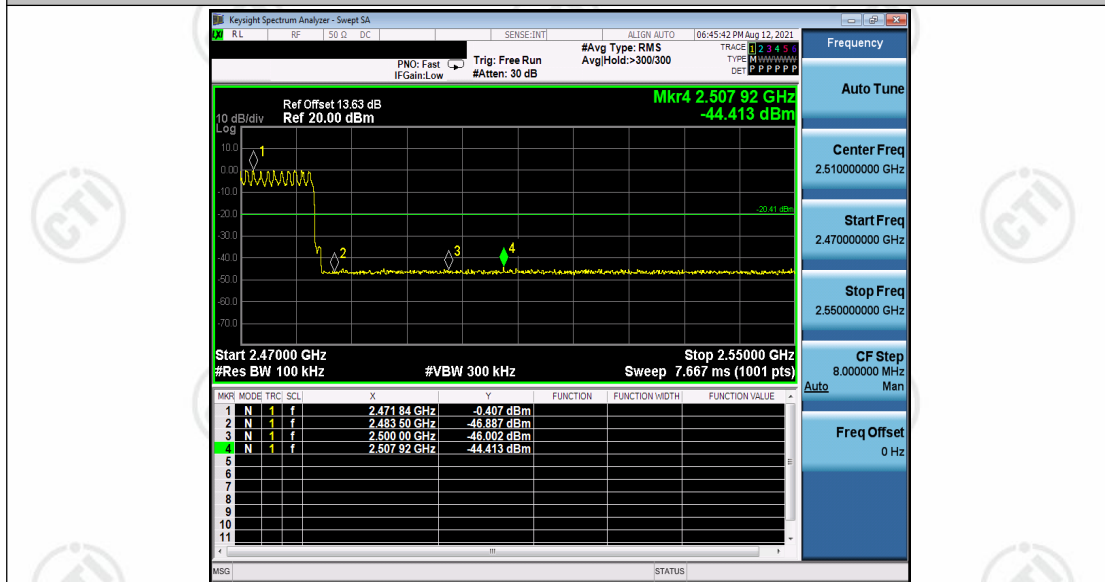 Keysight Spectrum Analyzer - Swept SA
RL RF 50 Ω DC SENSE:INT ALIGN AUTO 06:45:42 PM Aug 12, 2021
#Avg Type: RMS TRACE 1 2 3 4 5 6
PNO: Fast Trig: Free Run Avg|Hold:>300/300 TYPE M WWWWW
IFGain:Low #Atten: 30 dB DET P P P P P P
Frequency
Mkr4 2.507 92 GHz
Ref Offset 13.63 dB
10 dB/div Ref 20.00 dBm -44.413 dBm
Log
10.0
0.00
-10.0
-20.0
-30.0
-40.0
-50.0
-60.0
-70.0
1
2
3
4
-20.41 dBm
Start 2.47000 GHz Stop 2.55000 GHz
#Res BW 100 kHz #VBW 300 kHz Sweep 7.667 ms (1001 pts)
MKR MODE TRC SCL X Y FUNCTION FUNCTION WIDTH FUNCTION VALUE
1 N 1 f 2.471 84 GHz -0.407 dBm
2 N 1 f 2.483 50 GHz -46.887 dBm
3 N 1 f 2.500 00 GHz -46.002 dBm
4 N 1 f 2.507 92 GHz -44.413 dBm
5
6
7
8
9
10
11
MSG STATUS
Auto Tune
Center Freq
2.510000000 GHz
Start Freq
2.470000000 GHz
Stop Freq
2.550000000 GHz
CF Step
8.000000 MHz
Auto Man
Freq Offset
0 Hz
CTI
CTI